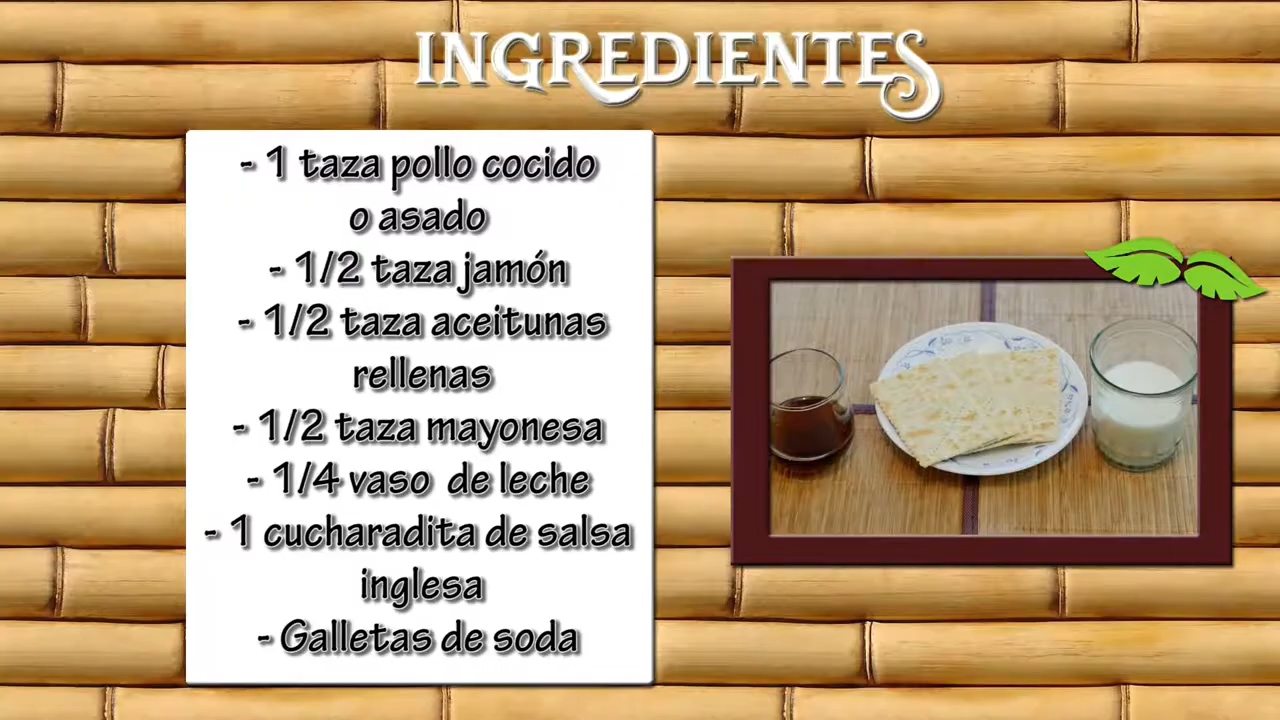 INGREDIENTES
- 1 taza pollo cocido
o asado
- 1/2 taza jamón
- 1/2 taza aceitunas
rellenas
- 1/2 taza mayonesa
- 1/4 vaso de leche
- 1 cucharadita de salsa
inglesa
- Galletas de soda